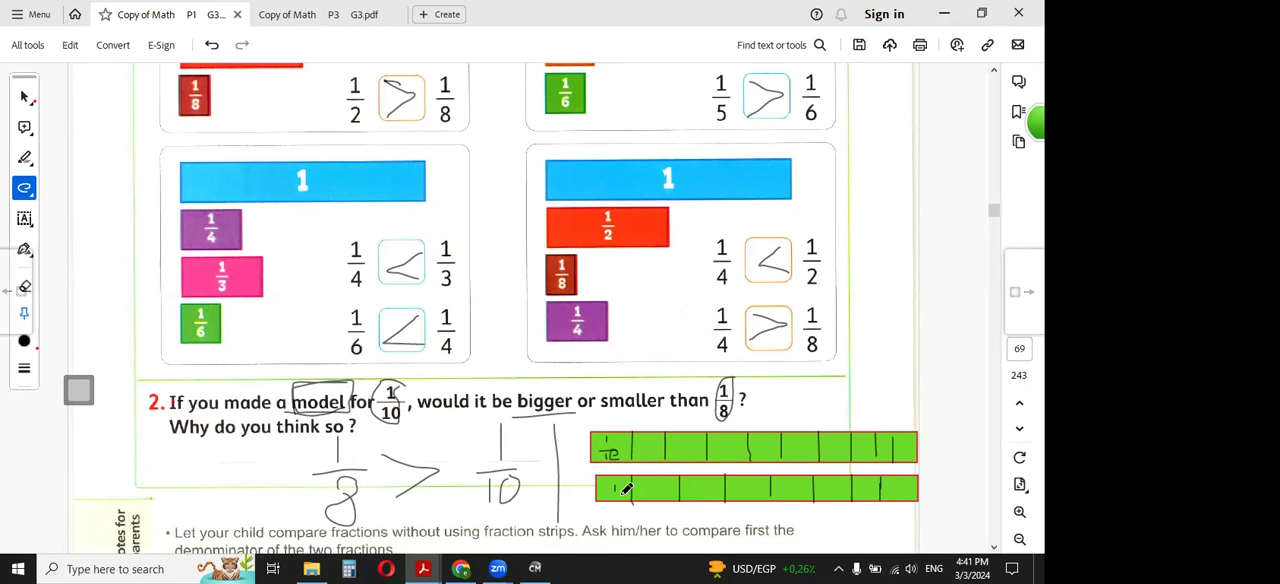 Menu Copy of Math P1 G3... × Copy of Math P3 G3.pdf + Create Sign in
All tools Edit Convert E-Sign Find text or tools
1/8
1/2 > 1/8
1/6
1/5 > 1/6
1
1/4
1/3
1/6
1/4 < 1/3
1/6 < 1/4
1
1/2
1/8
1/4
1/4 < 1/2
1/4 > 1/8
2. If you made a model for 1/10, would it be bigger or smaller than 1/8 ?
Why do you think so ?
1/8 > 1/10
1/10
otes for
parents
• Let your child compare fractions without using fraction strips. Ask him/her to compare first the
demominator of the two fractions.
69
243
Type here to search USD/EGP +0,26% ENG 4:41 PM
3/3/2024